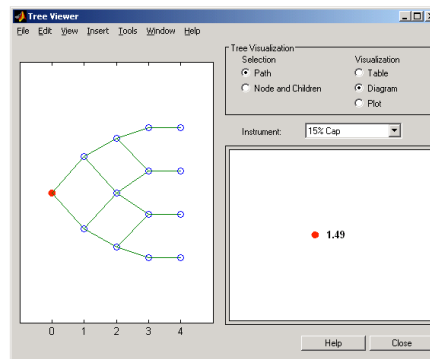 Tree Viewer
File Edit View Insert Tools Window Help
Tree Visualization
Selection Visualization
Path Table
Node and Children Diagram
Plot
Instrument: 15% Cap
1.49
0 1 2 3 4
Help Close